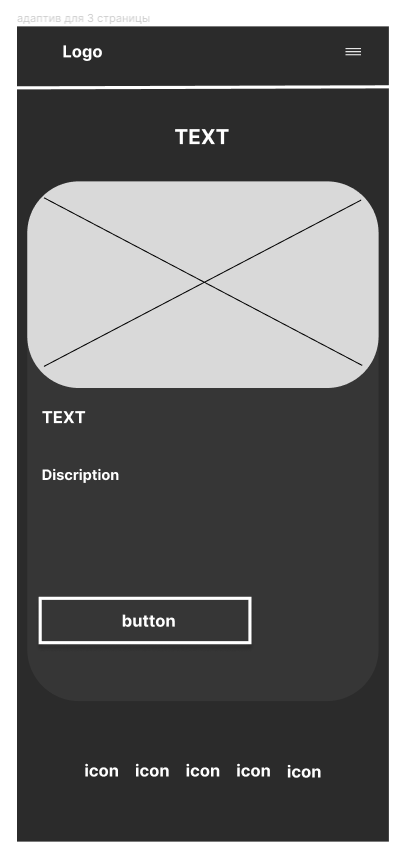 адаптив для 3 страницы
Logo
TEXT
TEXT
Discription
button
icon icon icon icon icon